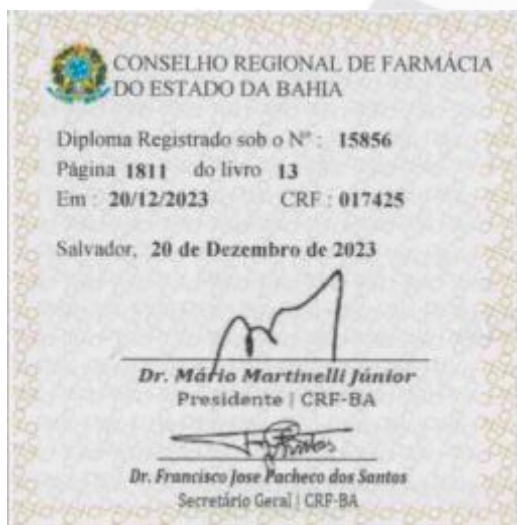 CONSELHO REGIONAL DE FARMÁCIA
DO ESTADO DA BAHIA
Diploma Registrado sob o Nº : 15856
Página 1811 do livro 13
Em : 20/12/2023 CRF : 017425
Salvador, 20 de Dezembro de 2023
Dr. Mário Martinelli Júnior
Presidente | CRF-BA
Dr. Francisco Jose Pacheco dos Santos
Secretário Geral | CRF-BA